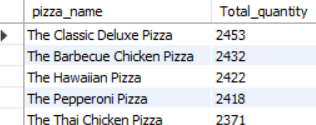 pizza_name Total_quantity
The Classic Deluxe Pizza 2453
The Barbecue Chicken Pizza 2432
The Hawaiian Pizza 2422
The Pepperoni Pizza 2418
The Thai Chicken Pizza 2371